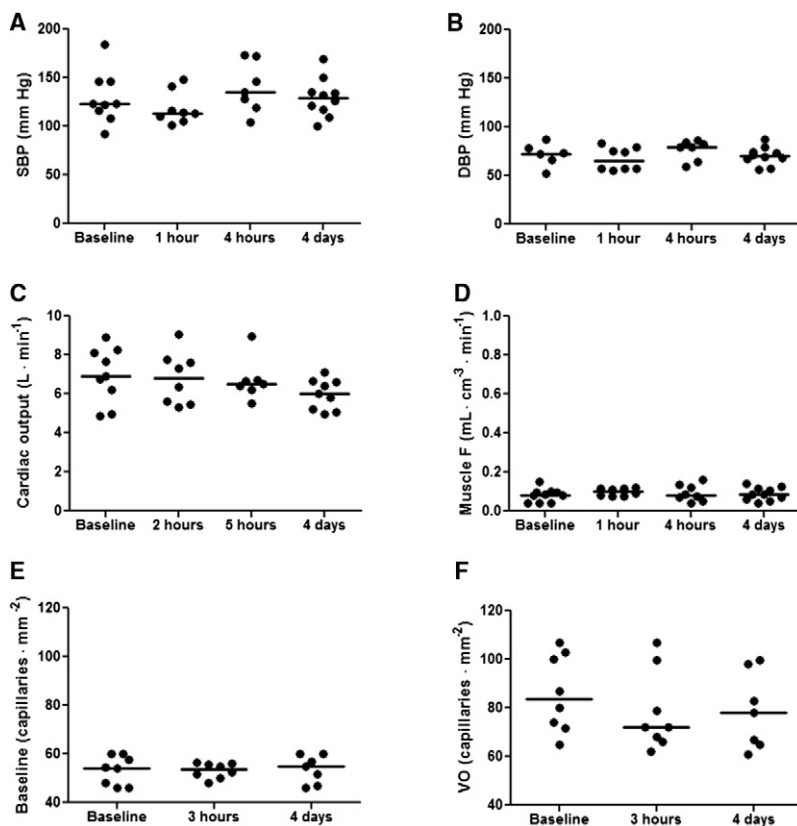 A
SBP (mm Hg)
200
150
100
50
0
Baseline 1 hour 4 hours 4 days
B
DBP (mm Hg)
200
150
100
50
0
Baseline 1 hour 4 hours 4 days
C
Cardiac output (L · min⁻¹)
10
8
6
4
2
0
Baseline 2 hours 5 hours 4 days
D
Muscle F (mL · cm⁻³ · min⁻¹)
1.0
0.8
0.6
0.4
0.2
0.0
Baseline 1 hour 4 hours 4 days
E
Baseline (capillaries · mm⁻²)
120
100
80
60
40
Baseline 3 hours 4 days
F
VO (capillaries · mm⁻²)
120
100
80
60
40
Baseline 3 hours 4 days